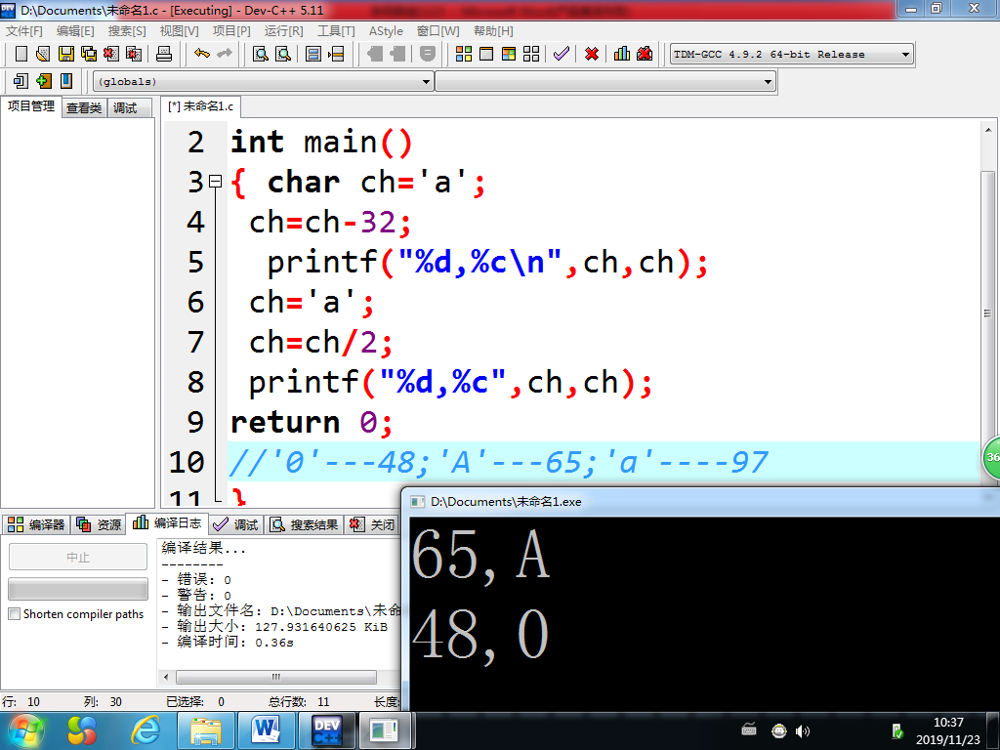 D:\Documents\未命名1.c - [Executing] - Dev-C++ 5.11
文件[F] 编辑[E] 搜索[S] 视图[V] 项目[P] 运行[R] 工具[T] AStyle 窗口[W] 帮助[H]
TDM-GCC 4.9.2 64-bit Release
(globals)
项目管理 查看类 调试 [*] 未命名1.c
2 int main()
3 { char ch='a';
4 ch=ch-32;
5 printf("%d,%c\n",ch,ch);
6 ch='a';
7 ch=ch/2;
8 printf("%d,%c",ch,ch);
9 return 0;
10 //'0'---48;'A'---65;'a'----97
11 }
36
D:\Documents\未命名1.exe
65,A
48,0
编译器 资源 编译日志 调试 搜索结果 关闭
中止
Shorten compiler paths
编译结果...
--------
- 错误: 0
- 警告: 0
- 输出文件名: D:\Documents\未命
- 输出大小: 127.931640625 KiB
- 编译时间: 0.36s
行: 10 列: 30 已选择: 0 总行数: 11 长度:
DEV C++
10:37
2019/11/23